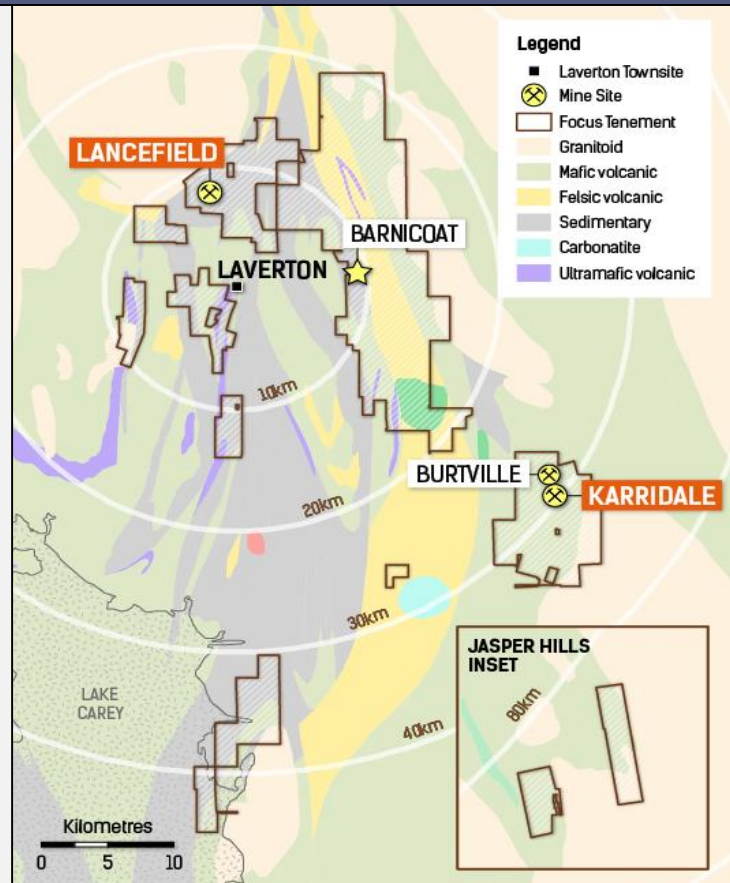 Legend
Laverton Townsite
Mine Site
Focus Tenement
Granitoid
Mafic volcanic
Felsic volcanic
Sedimentary
Carbonatite
Ultramafic volcanic
LANCEFIELD
BARNICOAT
LAVERTON
10km
BURTVILLE
KARRIDALE
20km
30km
JASPER HILLS
INSET
80km
LAKE
CAREY
40km
Kilometres
0 5 10